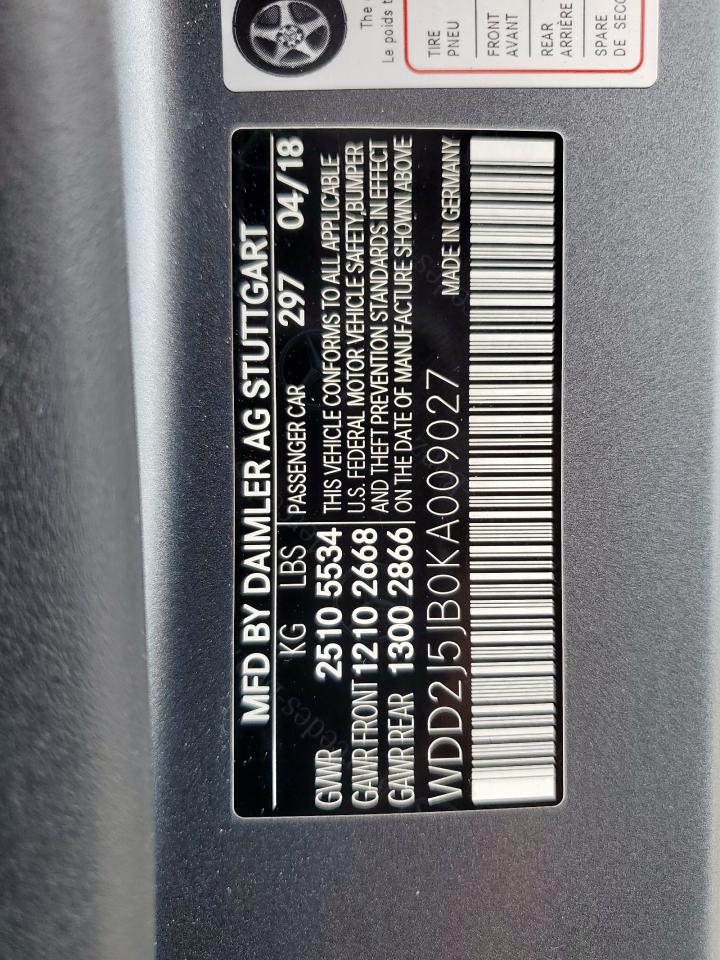 MFD BY DAIMLER AG STUTTGART
KG LBS PASSENGER CAR 297 04/18
GVWR 2510 5534 THIS VEHICLE CONFORMS TO ALL APPLICABLE
GAWR FRONT 1210 2668 U.S. FEDERAL MOTOR VEHICLE SAFETY, BUMPER
GAWR REAR 1300 2866 AND THEFT PREVENTION STANDARDS IN EFFECT
ON THE DATE OF MANUFACTURE SHOWN ABOVE
WDD2J5JB0KA009027 MADE IN GERMANY
The
Le poids t
TIRE
PNEU
FRONT
AVANT
REAR
ARRIÈRE
SPARE
DE SECO